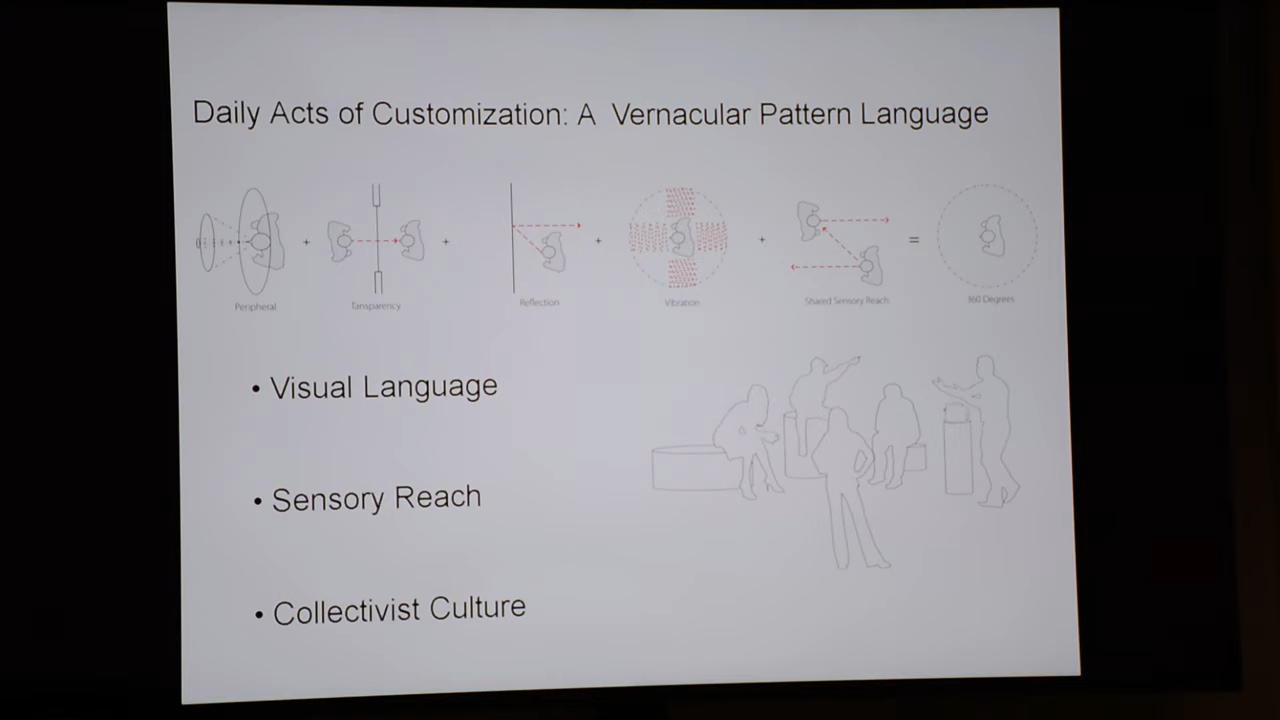 Daily Acts of Customization: A Vernacular Pattern Language
+ + + + =
Peripheral Tansparency Reflection Vibration Shared Sensory Reach 360 Degrees
• Visual Language
• Sensory Reach
• Collectivist Culture